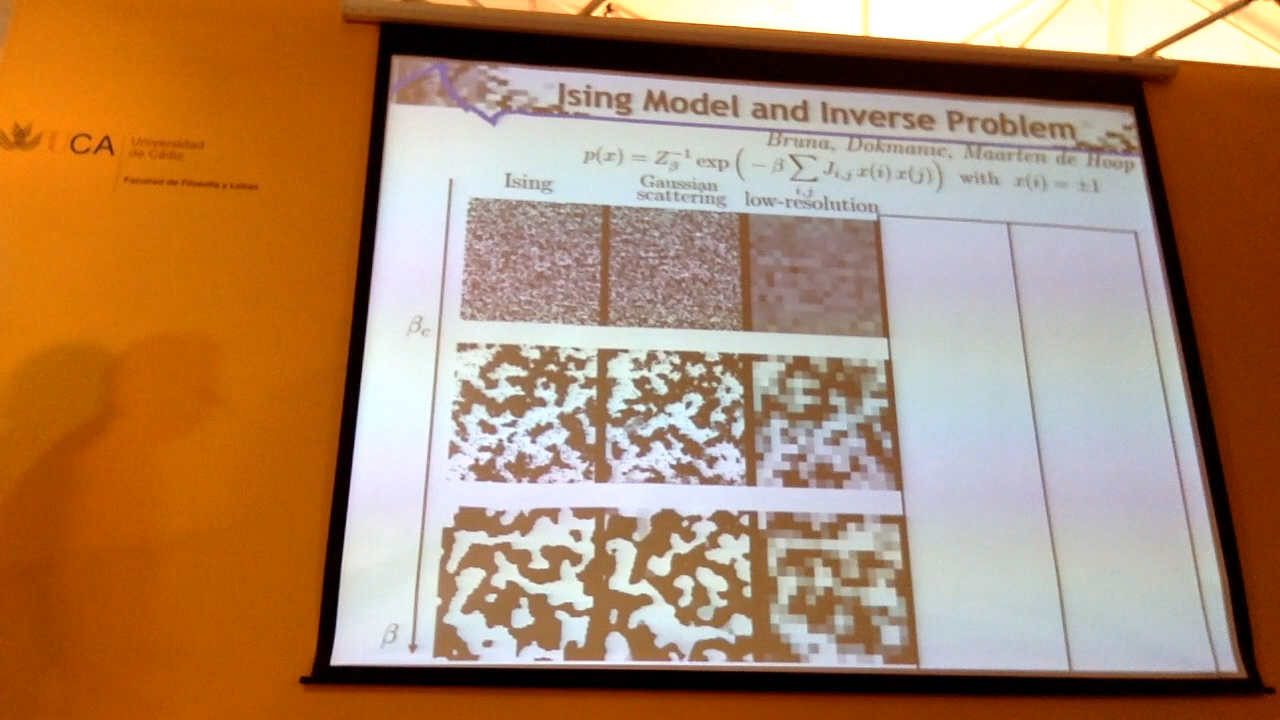 UCA
Universidad
de Cádiz
Facultad de Filosofía y Letras
Ising Model and Inverse Problem
Bruna, Dokmanic, Maarten de Hoop
p(x) = Z_β^{-1} exp ( − β ∑_{i,j} J_{i,j} x(i) x(j) ) with x(i) = ±1
Ising
Gaussian
scattering
low-resolution
β_c
β